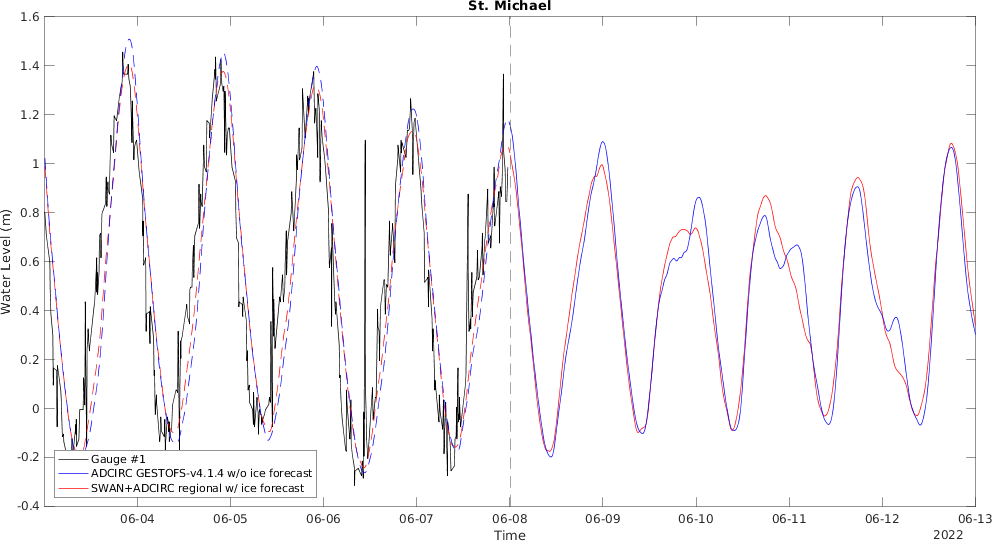 St. Michael
1.6
1.4
1.2
1
0.8
0.6
0.4
0.2
0
-0.2
-0.4
Water Level (m)
Gauge #1
ADCIRC GESTOFS-v4.1.4 w/o ice forecast
SWAN+ADCIRC regional w/ ice forecast
06-04 06-05 06-06 06-07 06-08 06-09 06-10 06-11 06-12 06-13
Time
2022